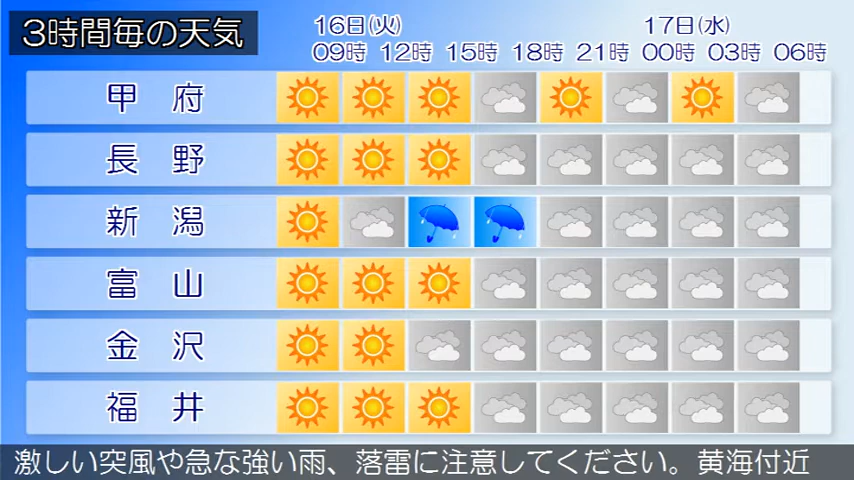 3時間毎の天気
16日(火) 17日(水)
09時 12時 15時 18時 21時 00時 03時 06時
甲府
長野
新潟
富山
金沢
福井
激しい突風や急な強い雨、落雷に注意してください。黄海付近